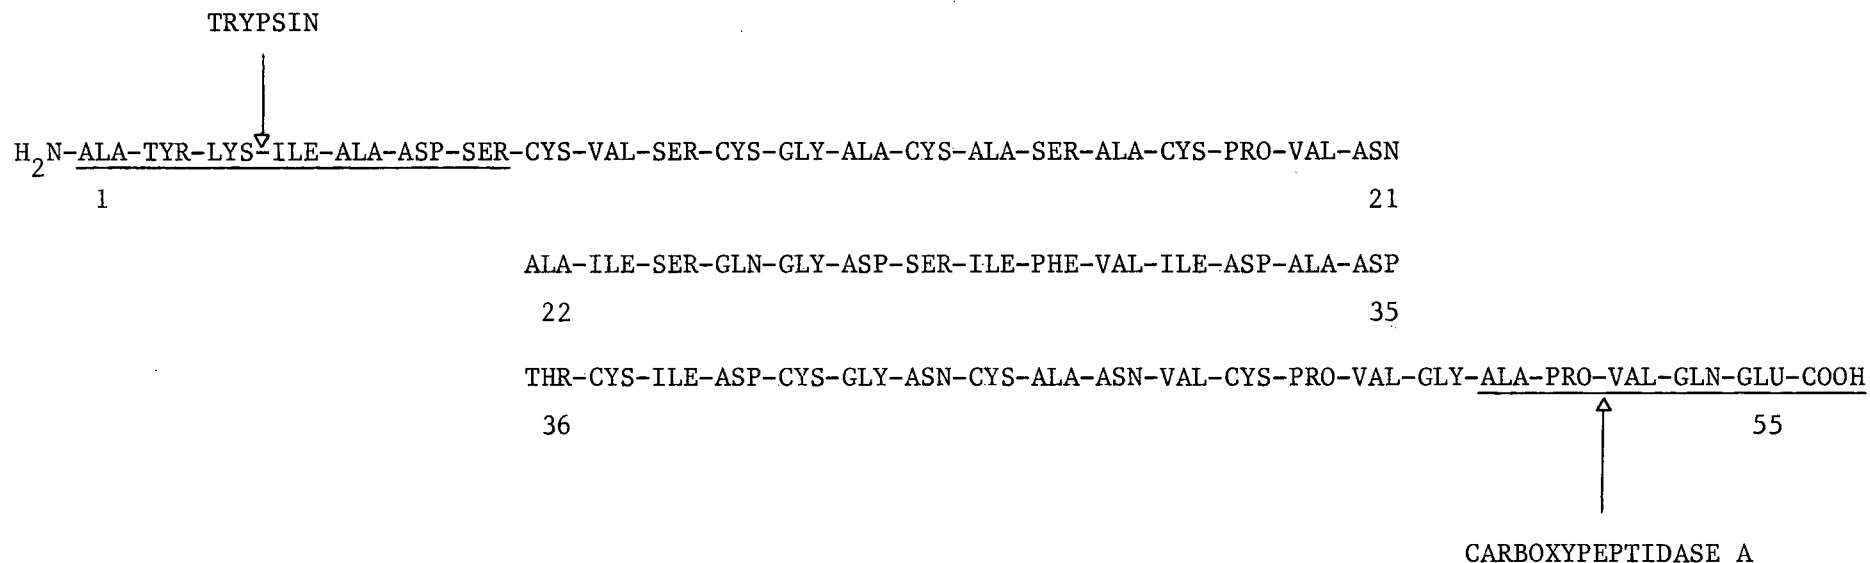 TRYPSIN
H2N-ALA-TYR-LYS-ILE-ALA-ASP-SER-CYS-VAL-SER-CYS-GLY-ALA-CYS-ALA-SER-ALA-CYS-PRO-VAL-ASN
1 21
ALA-ILE-SER-GLN-GLY-ASP-SER-ILE-PHE-VAL-ILE-ASP-ALA-ASP
22 35
THR-CYS-ILE-ASP-CYS-GLY-ASN-CYS-ALA-ASN-VAL-CYS-PRO-VAL-GLY-ALA-PRO-VAL-GLN-GLU-COOH
36 55
CARBOXYPEPTIDASE A